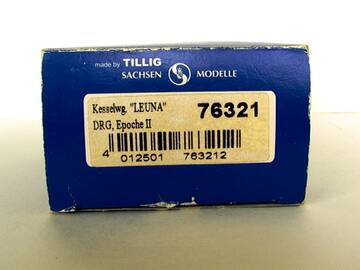 made by TILLIG
SACHSEN MODELLE
Kesselwg. "LEUNA" 76321
DRG, Epoche II
4 012501 763212